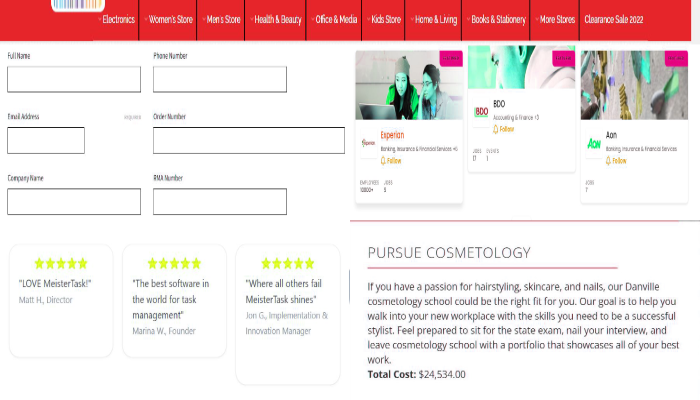 Electronics Women's Store Men's Store Health & Beauty Office & Media Kids Store Home & Living Books & Stationery More Stores Clearance Sale 2022
Full Name Phone Number
Email Address Order Number
Company Name RMA Number
Experian
Banking, Insurance & Financial Services +6
Follow
EMPLOYEES JOBS
10000+ 5
BDO
BDO
Accounting & Finance +3
Follow
JOBS EVENTS
17 1
Aon
AON
Banking, Insurance & Financial Services
Follow
JOBS
7
"LOVE MeisterTask!"
Matt H., Director
"The best software in
the world for task
management"
Marina W., Founder
"Where all others fail
MeisterTask shines"
Jon G., Implementation &
Innovation Manager
PURSUE COSMETOLOGY
If you have a passion for hairstyling, skincare, and nails, our Danville
cosmetology school could be the right fit for you. Our goal is to help you
walk into your new workplace with the skills you need to be a successful
stylist. Feel prepared to sit for the state exam, nail your interview, and
leave cosmetology school with a portfolio that showcases all of your best
work.
Total Cost: $24,534.00